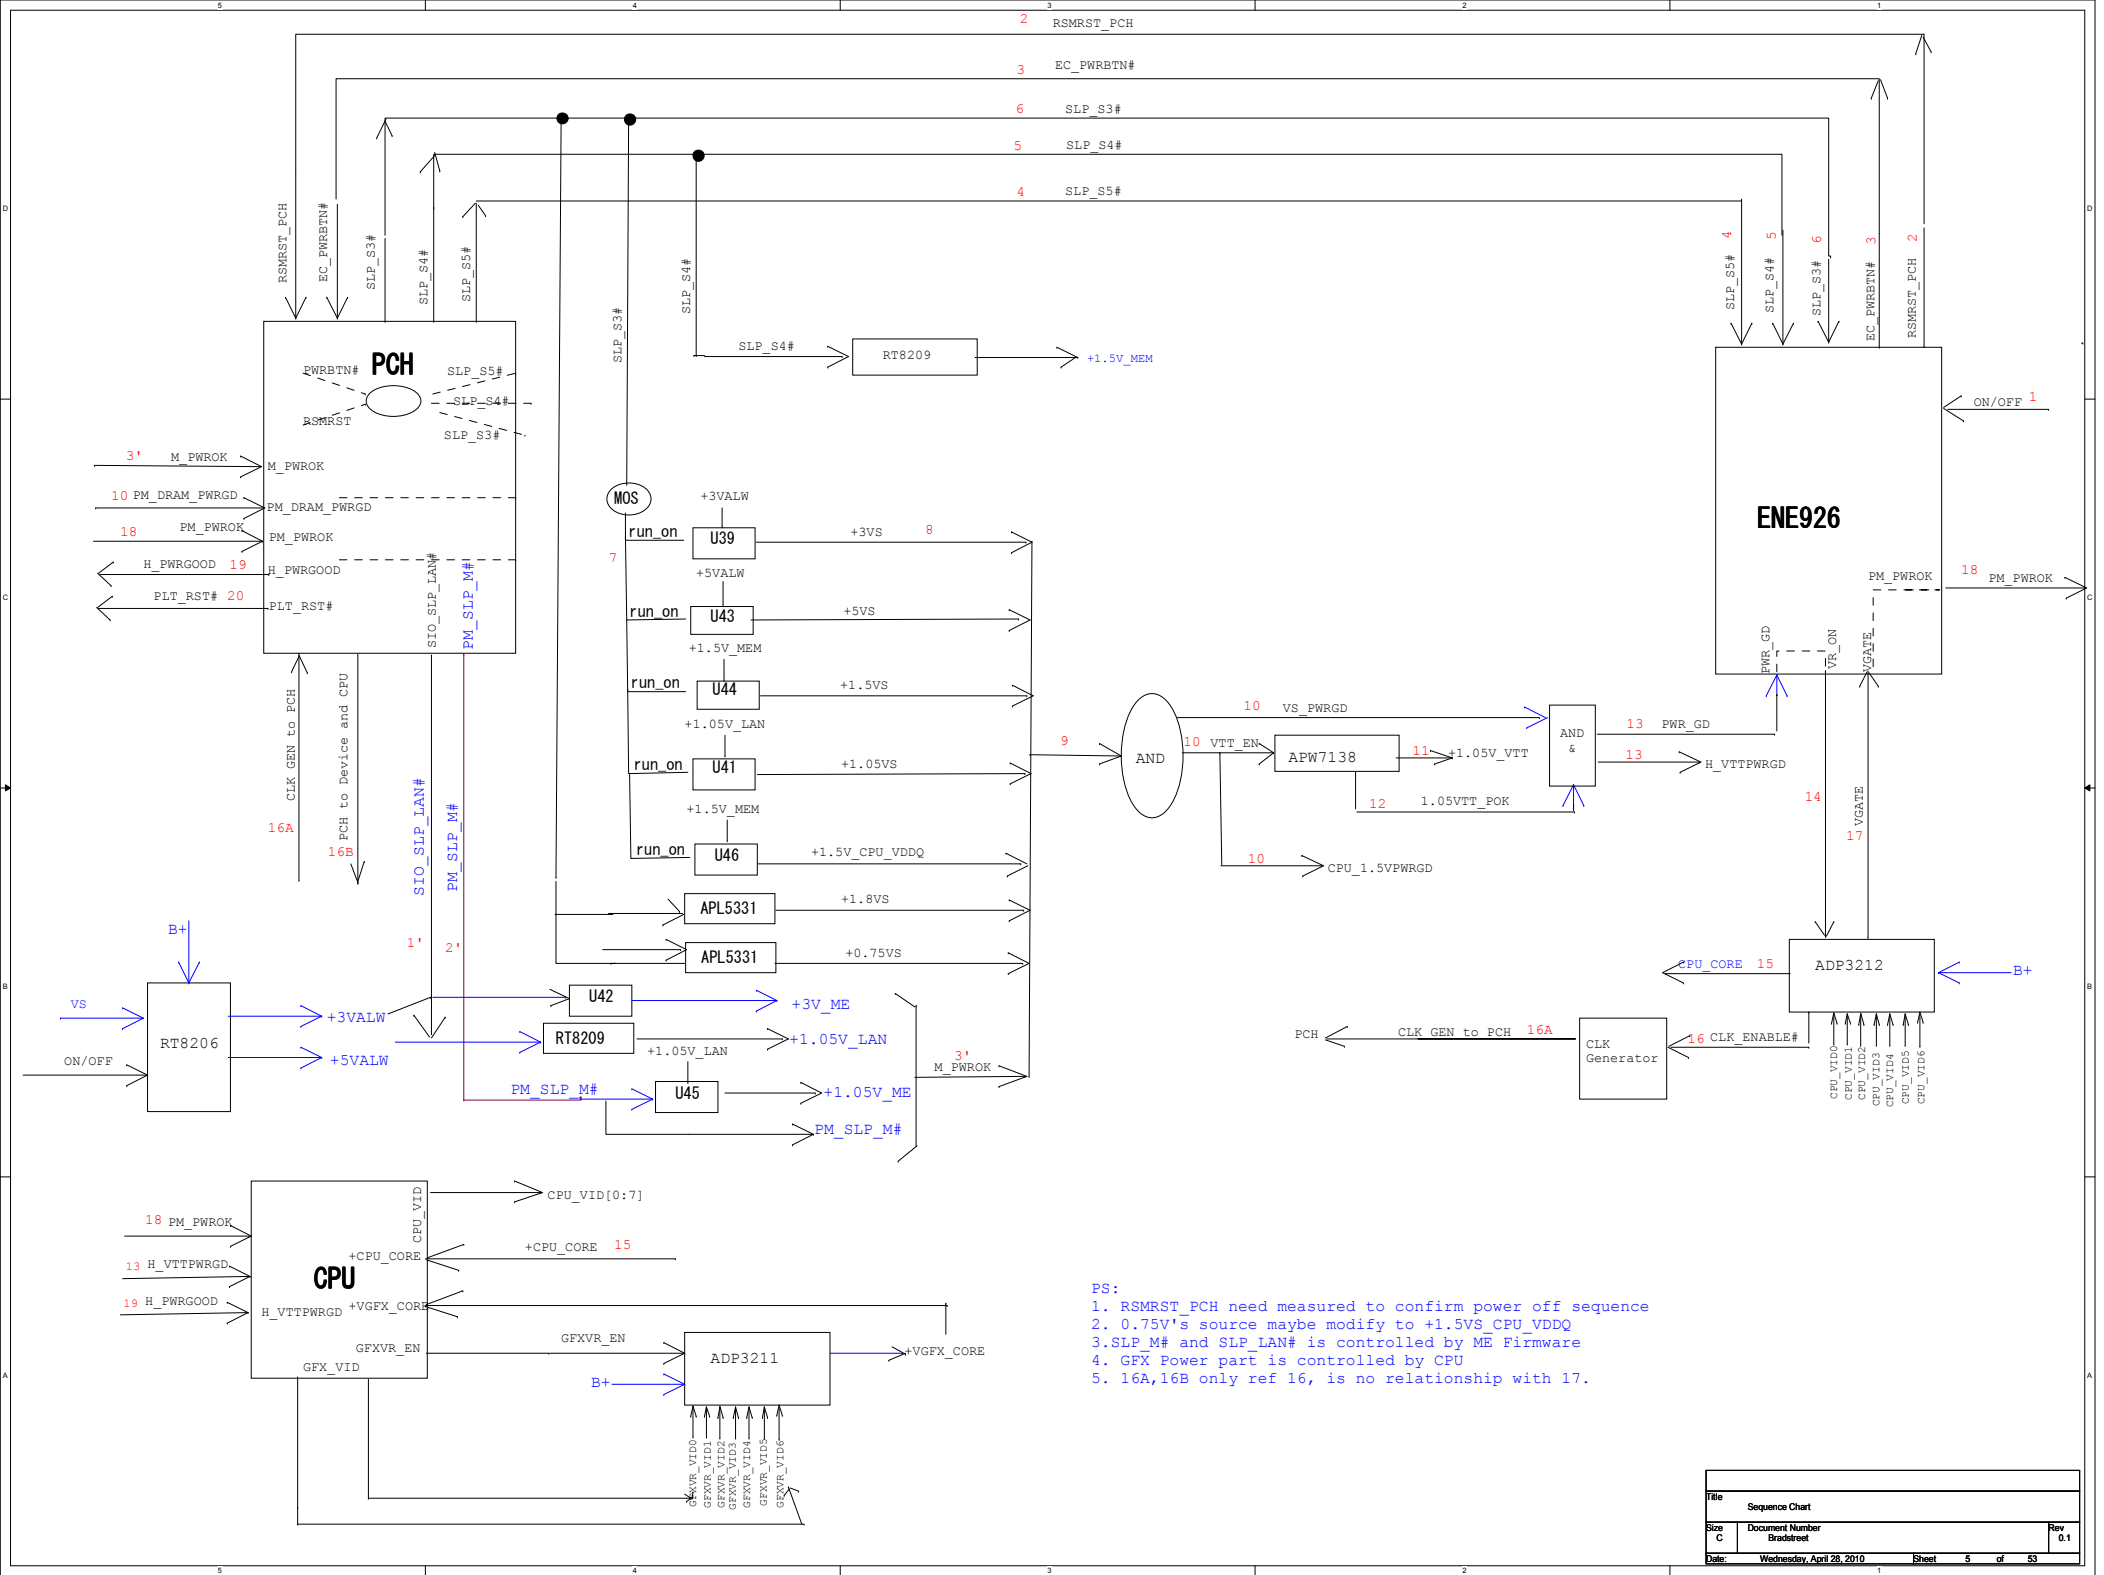 5
4
3
2
1
2 RSMRST_PCH
3 EC_PWRBTN#
6 SLP_S3#
5 SLP_S4#
4 SLP_S5#
D
D
RSMRST_PCH
EC_PWRBTN#
SLP_S3#
SLP_S4#
SLP_S5#
SLP_S3#
SLP_S4#
SLP_S5# 4
SLP_S4# 5
SLP_S3# 6
EC_PWRBTN# 3
RSMRST_PCH 2
SLP_S4#
RT8209
+1.5V_MEM
PCH
PWRBTN#
RSMRST
SLP_S5#
SLP_S4#
SLP_S3#
ON/OFF 1
ENE926
3' M_PWROK
M_PWROK
10 PM_DRAM_PWRGD
PM_DRAM_PWRGD
18 PM_PWROK
PM_PWROK
H_PWRGOOD 19
H_PWRGOOD
PLT_RST# 20
PLT_RST#
SIO_SLP_LAN#
PM_SLP_M#
MOS
7
+3VALW
run_on
U39
+3VS 8
+5VALW
run_on
U43
+5VS
+1.5V_MEM
run_on
U44
+1.5VS
+1.05V_LAN
run_on
U41
+1.05VS
+1.5V_MEM
run_on
U46
+1.5V_CPU_VDDQ
APL5331
+1.8VS
APL5331
+0.75VS
C
C
PM_PWROK
18 PM_PWROK
PWR_GD
VR_ON
VGATE
9
AND
10 VS_PWRGD
10 VTT_EN
APW7138
11 +1.05V_VTT
12 1.05VTT_POK
AND
&
13 PWR_GD
13 H_VTTPWRGD
10 CPU_1.5VPWRGD
14
VGATE
17
CLK GEN to PCH
16A
PCH to Device and CPU
16B
SIO_SLP_LAN#
PM_SLP_M#
1'
2'
B+
VS
ON/OFF
RT8206
+3VALW
+5VALW
U42
+3V_ME
RT8209
+1.05V_LAN
+1.05V_LAN
PM_SLP_M#
U45
+1.05V_ME
PM_SLP_M#
3'
M_PWROK
B
B
CPU_CORE 15
ADP3212
B+
PCH
CLK GEN to PCH 16A
CLK
Generator
16 CLK_ENABLE#
CPU_VID0
CPU_VID1
CPU_VID2
CPU_VID3
CPU_VID4
CPU_VID5
CPU_VID6
CPU
CPU_VID
CPU_VID[0:7]
18 PM_PWROK
+CPU_CORE
+CPU_CORE 15
13 H_VTTPWRGD
19 H_PWRGOOD
H_VTTPWRGD
+VGFX_CORE
GFXVR_EN
GFXVR_EN
GFX_VID
ADP3211
+VGFX_CORE
B+
GFXVR_VID0
GFXVR_VID1
GFXVR_VID2
GFXVR_VID3
GFXVR_VID4
GFXVR_VID5
GFXVR_VID6
PS:
1. RSMRST_PCH need measured to confirm power off sequence
2. 0.75V's source maybe modify to +1.5VS_CPU_VDDQ
3.SLP_M# and SLP_LAN# is controlled by ME Firmware
4. GFX Power part is controlled by CPU
5. 16A,16B only ref 16, is no relationship with 17.
A
A
Title
Sequence Chart
Size
C
Document Number
Bradstreet
Rev
0.1
Date: Wednesday, April 28, 2010 Sheet 5 of 53
5
4
3
2
1